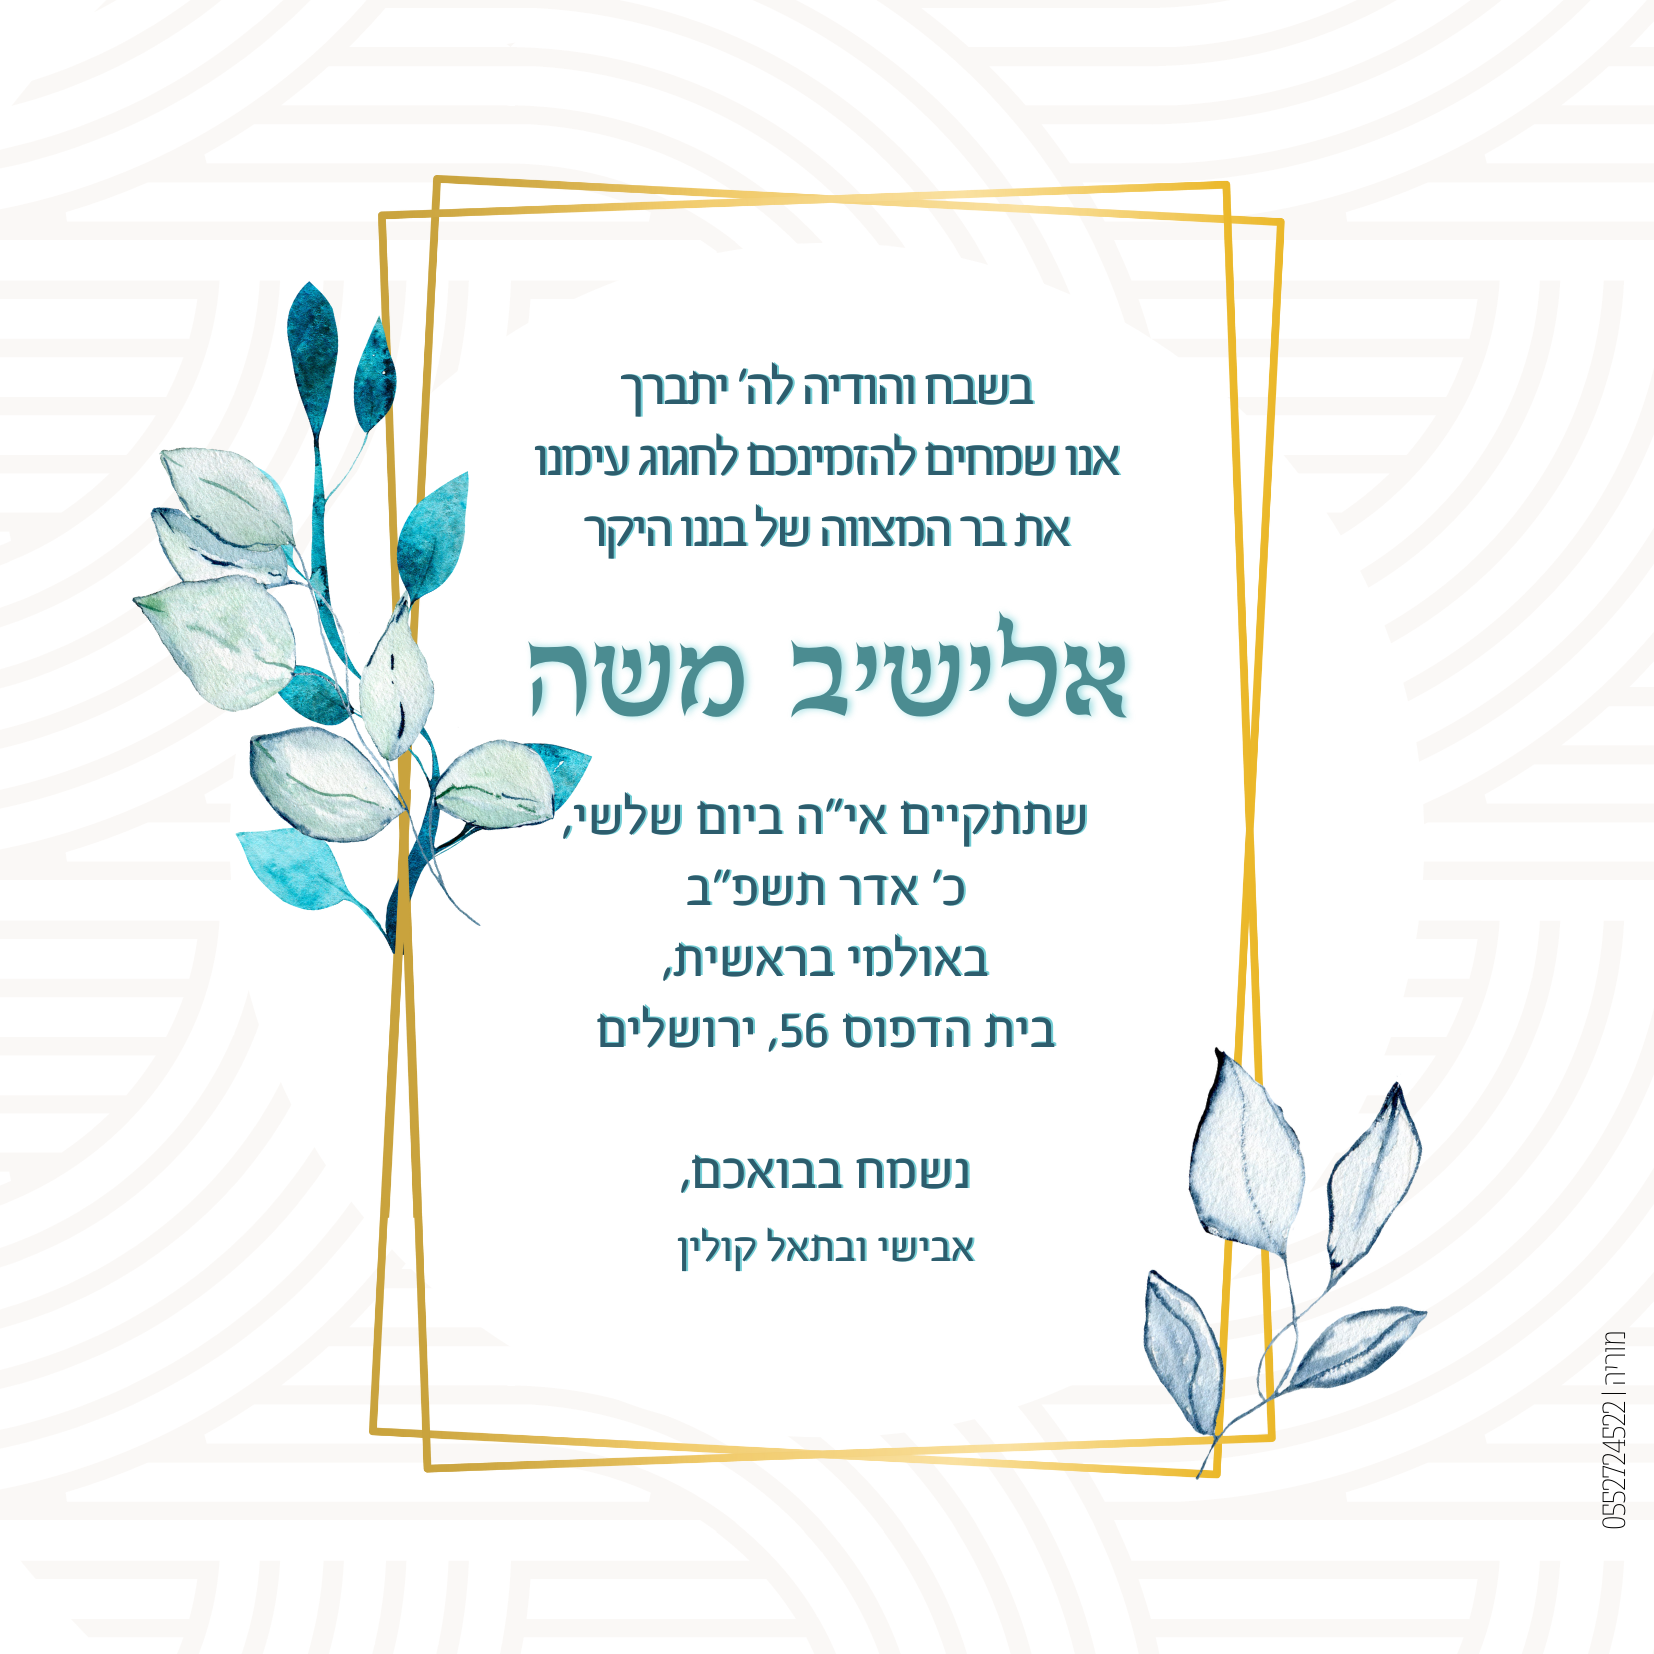 בשבח והודיה לה' יתברך
אנו שמחים להזמינכם לחגוג עימנו
את בר המצווה של בננו היקר
אלישיב משה
שתתקיים אי"ה ביום שלשי,
כ' אדר תשפ"ב
באולמי בראשית,
בית הדפוס 56, ירושלים
נשמח בבואכם,
אבישי ובתאל קולין
מוריה | 0552724522